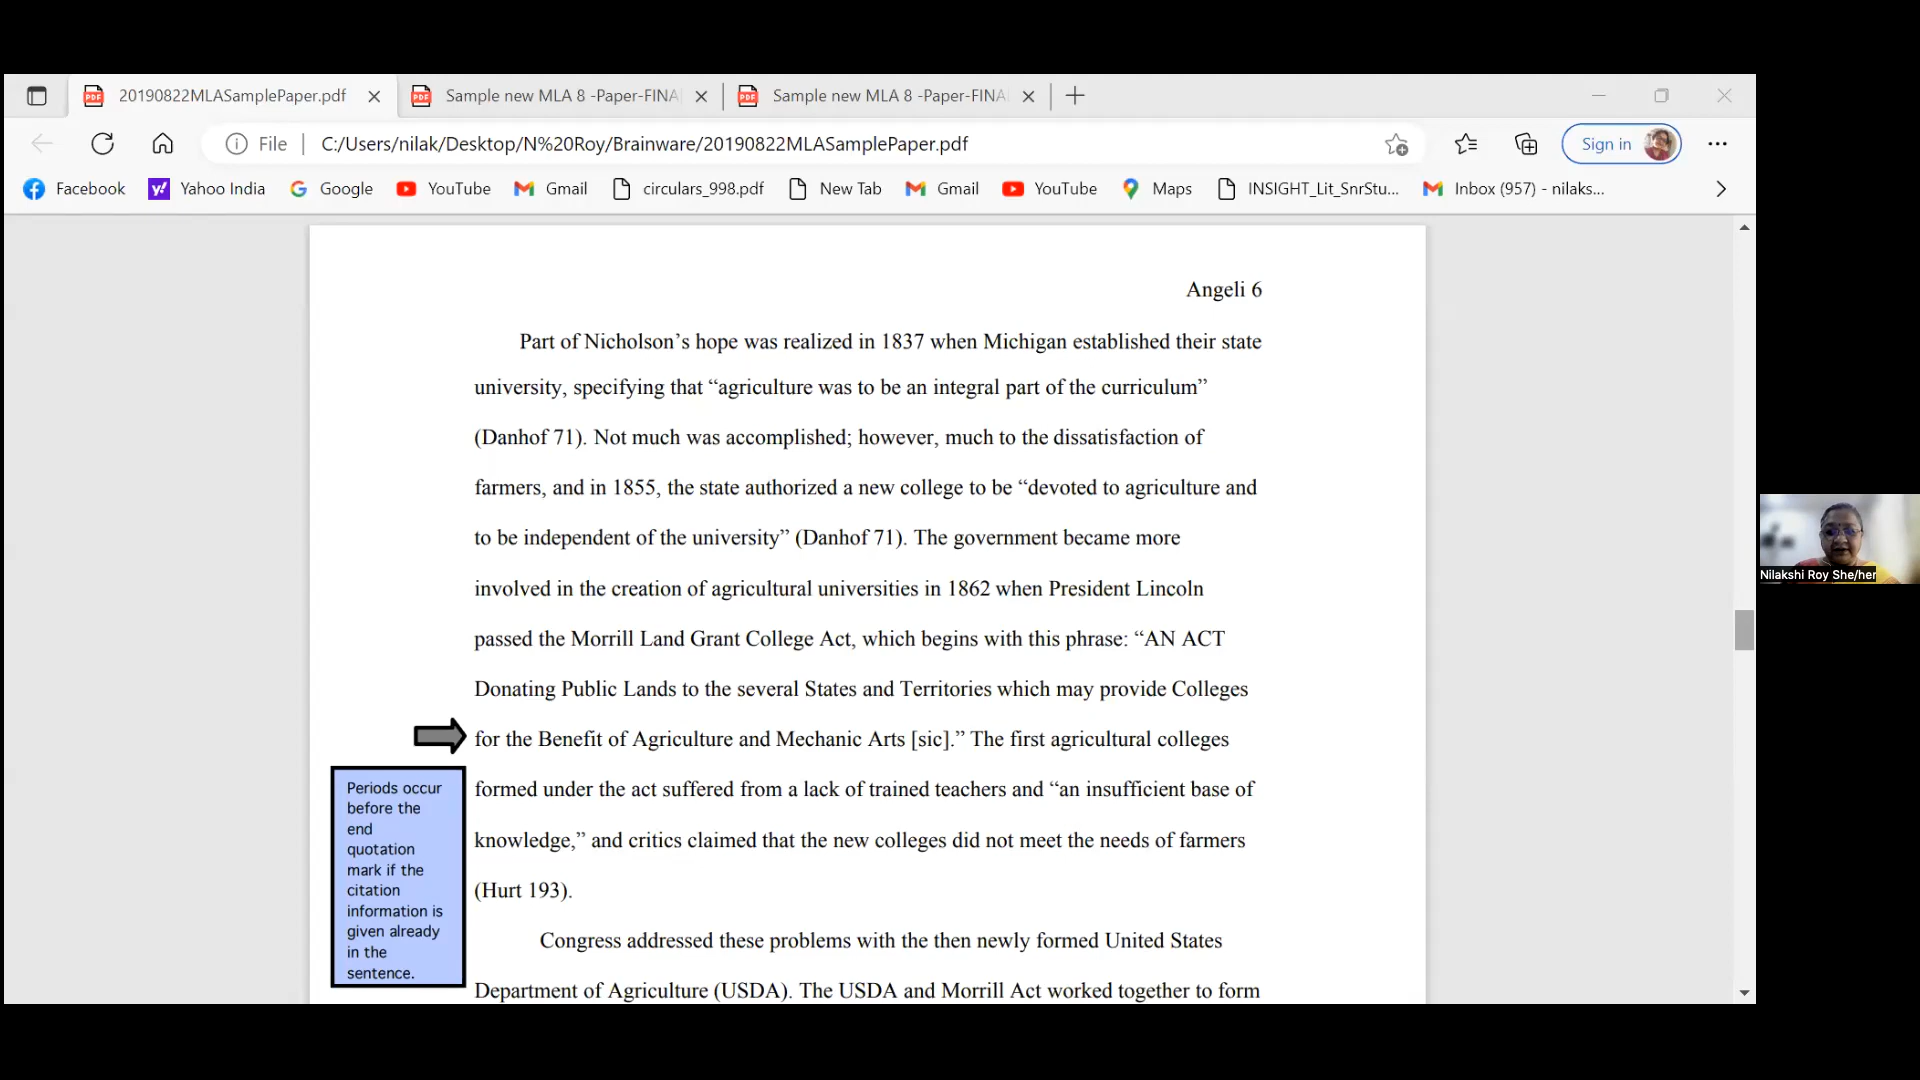 20190822MLASamplePaper.pdf
Sample new MLA 8 -Paper-FINA
Sample new MLA 8 -Paper-FINA
File
C:/Users/nilak/Desktop/N%20Roy/Brainware/20190822MLASamplePaper.pdf
Sign in
Facebook
Yahoo India
Google
YouTube
Gmail
circulars_998.pdf
New Tab
Gmail
YouTube
Maps
INSIGHT_Lit_SnrStu...
Inbox (957) - nilaks...
Angeli 6
Part of Nicholson’s hope was realized in 1837 when Michigan established their state
university, specifying that “agriculture was to be an integral part of the curriculum”
(Danhof 71). Not much was accomplished; however, much to the dissatisfaction of
farmers, and in 1855, the state authorized a new college to be “devoted to agriculture and
to be independent of the university” (Danhof 71). The government became more
involved in the creation of agricultural universities in 1862 when President Lincoln
passed the Morrill Land Grant College Act, which begins with this phrase: “AN ACT
Donating Public Lands to the several States and Territories which may provide Colleges
for the Benefit of Agriculture and Mechanic Arts [sic].” The first agricultural colleges
formed under the act suffered from a lack of trained teachers and “an insufficient base of
knowledge,” and critics claimed that the new colleges did not meet the needs of farmers
(Hurt 193).
Congress addressed these problems with the then newly formed United States
Department of Agriculture (USDA). The USDA and Morrill Act worked together to form
Periods occur
before the
end
quotation
mark if the
citation
information is
given already
in the
sentence.
Nilakshi Roy She/her